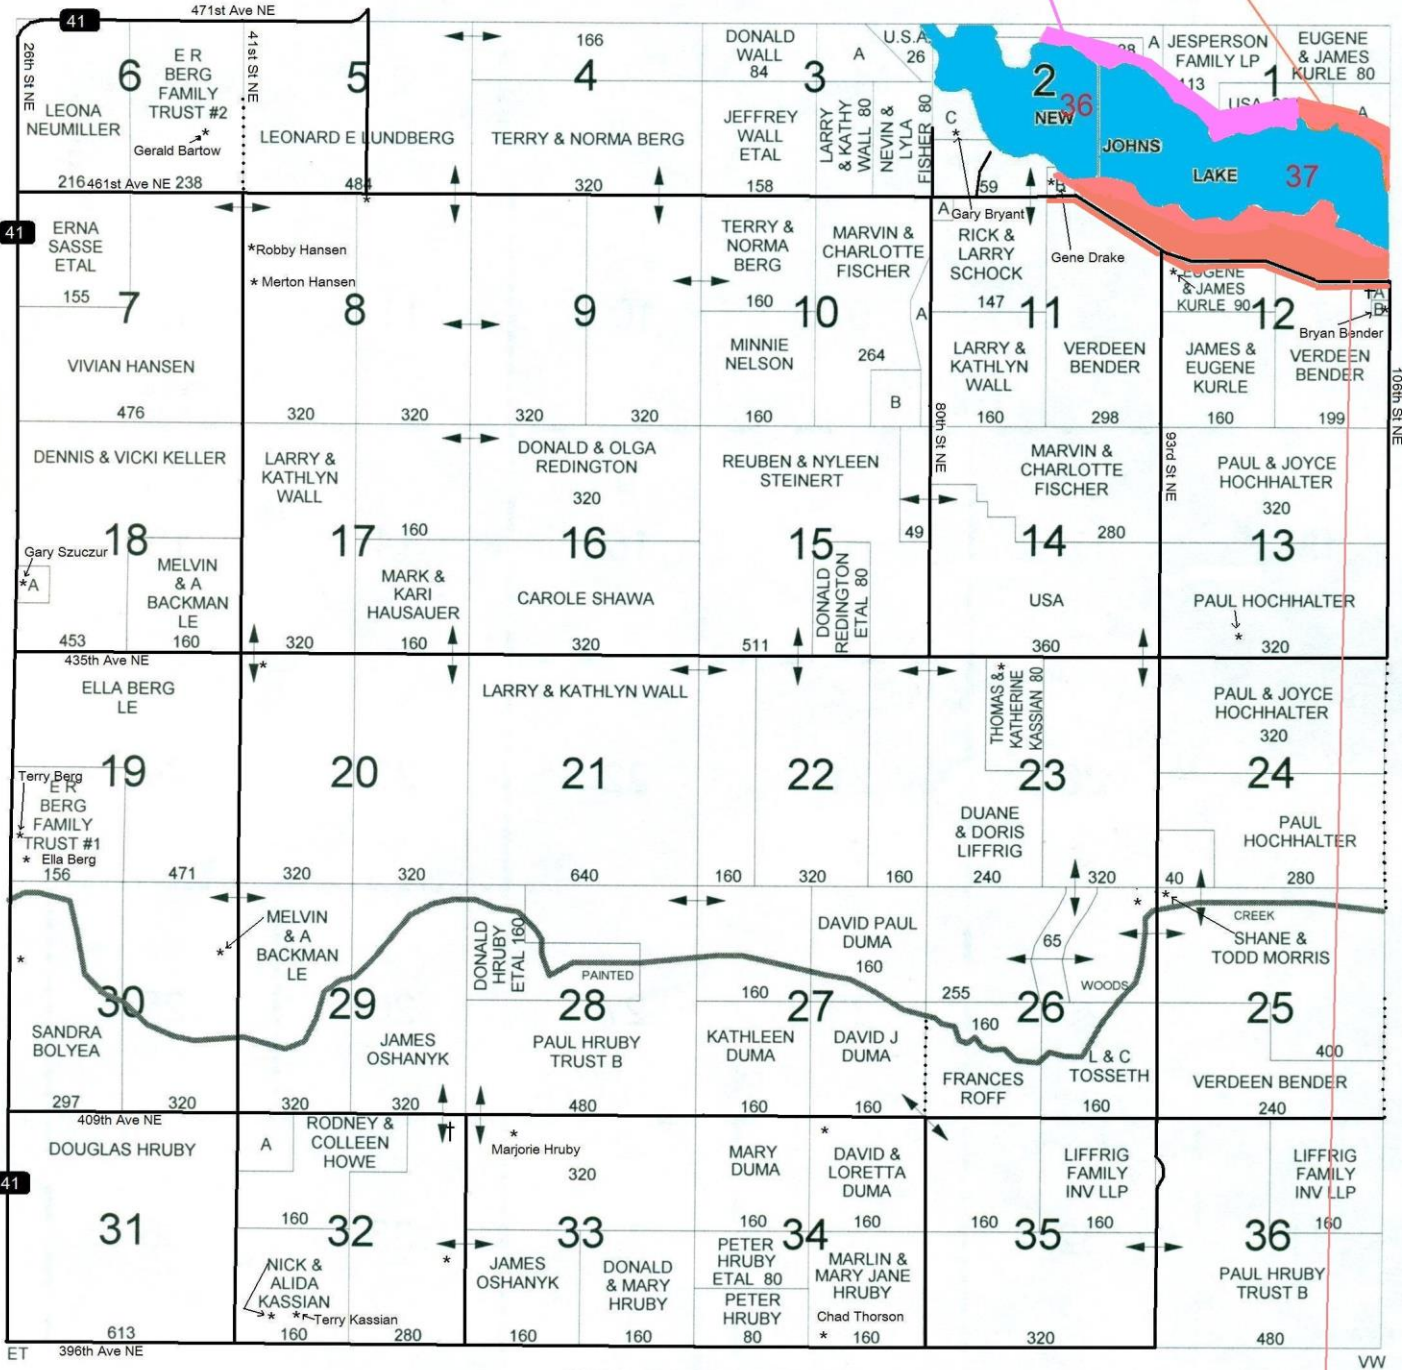 471st Ave NE
41
26th St NE
41st St NE
6
E R
BERG
FAMILY
TRUST #2
LEONA
NEUMILLER
Gerald Bartow
216
461st Ave NE
238
5
LEONARD E LUNDBERG
484
166
4
TERRY & NORMA BERG
320
DONALD
WALL
84
3
A
U.S.A.
26
JEFFREY
WALL
ETAL
158
LARRY
& KATHY
WALL 80
NEVIN &
LYLA
FISHER 80
C
2
36
NEW
JOHNS
LAKE
37
A
JESPERSON
FAMILY LP
113
EUGENE
& JAMES
KURLE 80
1
USA
A
59
B
Gary Bryant
Gene Drake
41
ERNA
SASSE
ETAL
155
7
VIVIAN HANSEN
476
*Robby Hansen
* Merton Hansen
8
320
320
9
320
320
TERRY &
NORMA
BERG
160
10
MARVIN &
CHARLOTTE
FISCHER
A
MINNIE
NELSON
264
B
160
A
RICK &
LARRY
SCHOCK
147
11
LARRY &
KATHLYN
WALL
160
VERDEEN
BENDER
298
EUGENE
& JAMES
KURLE 90
12
A
B
Bryan Bender
JAMES &
EUGENE
KURLE
160
VERDEEN
BENDER
199
106th St NE
80th St NE
93rd St NE
DENNIS & VICKI KELLER
18
Gary Szuczur
*A
MELVIN
& A
BACKMAN
LE
453
160
LARRY &
KATHLYN
WALL
17
160
MARK &
KARI
HAUSAUER
320
160
DONALD & OLGA
REDINGTON
320
16
CAROLE SHAWA
320
REUBEN & NYLEEN
STEINERT
15
49
DONALD
REDINGTON
ETAL 80
511
MARVIN &
CHARLOTTE
FISCHER
14
280
USA
360
PAUL & JOYCE
HOCHHALTER
320
13
PAUL HOCHHALTER
320
435th Ave NE
ELLA BERG
LE
19
Terry Berg
E R
BERG
FAMILY
TRUST #1
* Ella Berg
156
471
20
320
320
LARRY & KATHLYN WALL
21
640
22
160
320
160
THOMAS &
KATHERINE
KASSIAN 80
23
DUANE
& DORIS
LIFFRIG
240
320
PAUL & JOYCE
HOCHHALTER
320
24
PAUL
HOCHHALTER
40
280
30
SANDRA
BOLYEA
297
320
MELVIN
& A
BACKMAN
LE
29
JAMES
OSHANYK
320
320
DONALD
HRUBY
ETAL 160
PAINTED
28
PAUL HRUBY
TRUST B
480
DAVID PAUL
DUMA
160
160
27
KATHLEEN
DUMA
DAVID J
DUMA
160
160
65
WOODS
255
26
160
FRANCES
ROFF
L & C
TOSSETH
160
CREEK
SHANE &
TODD MORRIS
25
400
VERDEEN BENDER
240
409th Ave NE
DOUGLAS HRUBY
41
31
613
A
RODNEY &
COLLEEN
HOWE
160
32
NICK &
ALIDA
KASSIAN
Terry Kassian
160
280
Marjorie Hruby
320
33
JAMES
OSHANYK
DONALD
& MARY
HRUBY
160
160
MARY
DUMA
DAVID &
LORETTA
DUMA
160
160
34
PETER
HRUBY
ETAL 80
PETER
HRUBY
80
MARLIN &
MARY JANE
HRUBY
Chad Thorson
160
LIFFRIG
FAMILY
INV LLP
160
160
35
320
LIFFRIG
FAMILY
INV LLP
160
36
PAUL HRUBY
TRUST B
480
ET
396th Ave NE
VW